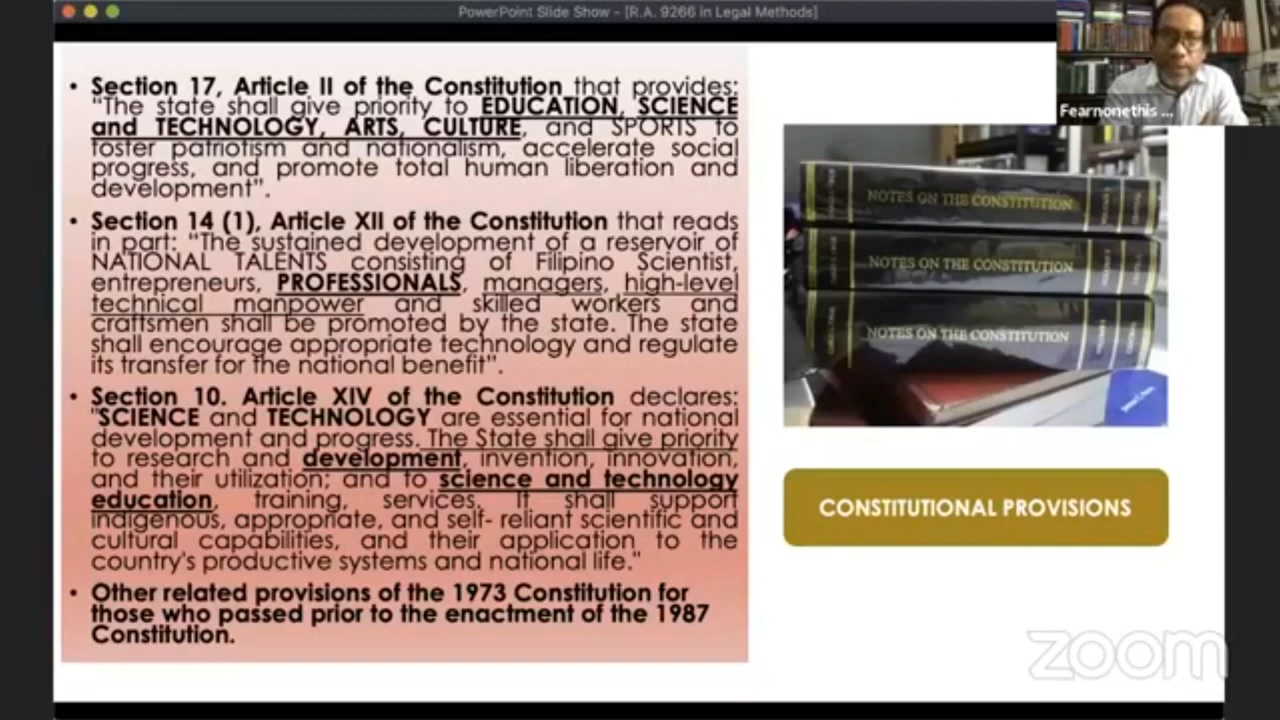 PowerPoint Slide Show - [R.A. 9266 in Legal Methods]
Fearnonethis ...
• Section 17, Article II of the Constitution that provides:
“The state shall give priority to EDUCATION, SCIENCE
and TECHNOLOGY, ARTS, CULTURE, and SPORTS to
foster patriotism and nationalism, accelerate social
progress, and promote total human liberation and
development”.
• Section 14 (1), Article XII of the Constitution that reads
in part: “The sustained development of a reservoir of
NATIONAL TALENTS consisting of Filipino Scientist,
entrepreneurs, PROFESSIONALS, managers, high-level
technical manpower and skilled workers and
craftsmen shall be promoted by the state. The state
shall encourage appropriate technology and regulate
its transfer for the national benefit”.
• Section 10. Article XIV of the Constitution declares:
"SCIENCE and TECHNOLOGY are essential for national
development and progress. The State shall give priority
to research and development, invention, innovation,
and their utilization; and to science and technology
education, training, services. It shall support
indigenous, appropriate, and self- reliant scientific and
cultural capabilities, and their application to the
country's productive systems and national life."
• Other related provisions of the 1973 Constitution for
those who passed prior to the enactment of the 1987
Constitution.
NOTES ON THE CONSTITUTION
NOTES ON THE CONSTITUTION
NOTES ON THE CONSTITUTION
CONSTITUTIONAL PROVISIONS
zoom